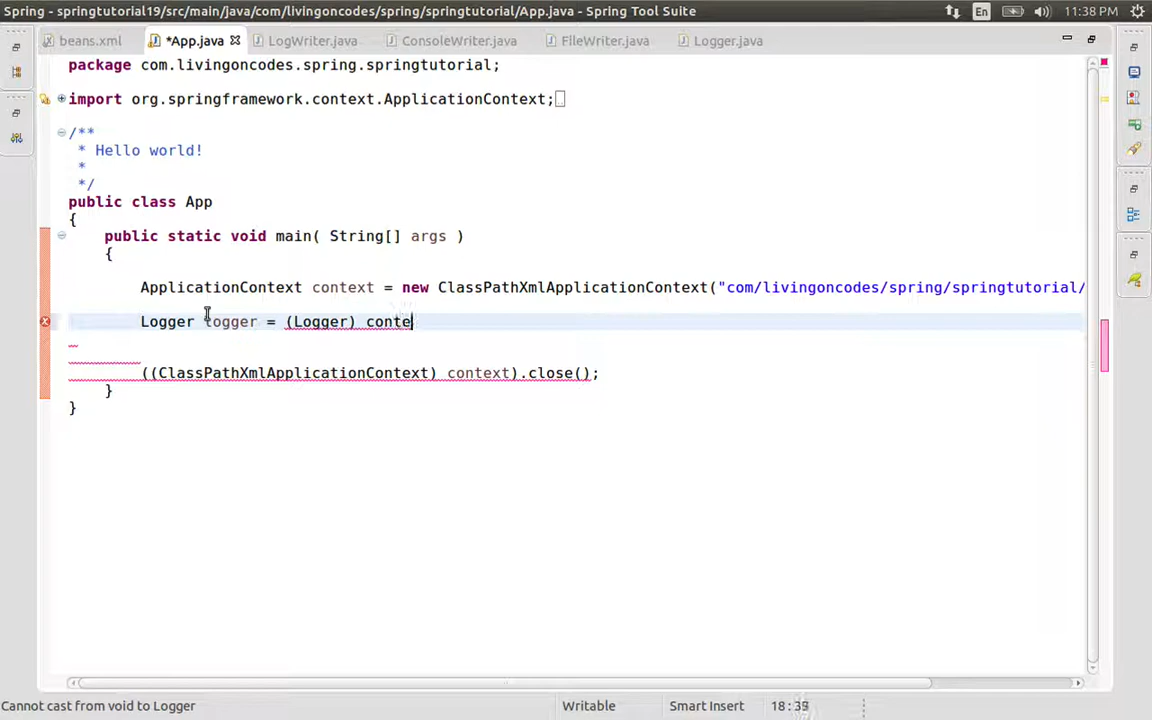 Spring - springtutorial19/src/main/java/com/livingoncodes/spring/springtutorial/App.java - Spring Tool Suite
En
11:38 PM
beans.xml
*App.java
LogWriter.java
ConsoleWriter.java
FileWriter.java
Logger.java
package com.livingoncodes.spring.springtutorial;
import org.springframework.context.ApplicationContext;
/**
* Hello world!
*
*/
public class App
{
public static void main( String[] args )
{
ApplicationContext context = new ClassPathXmlApplicationContext("com/livingoncodes/spring/springtutorial/
Logger logger = (Logger) conte
((ClassPathXmlApplicationContext) context).close();
}
}
Cannot cast from void to Logger
Writable
Smart Insert